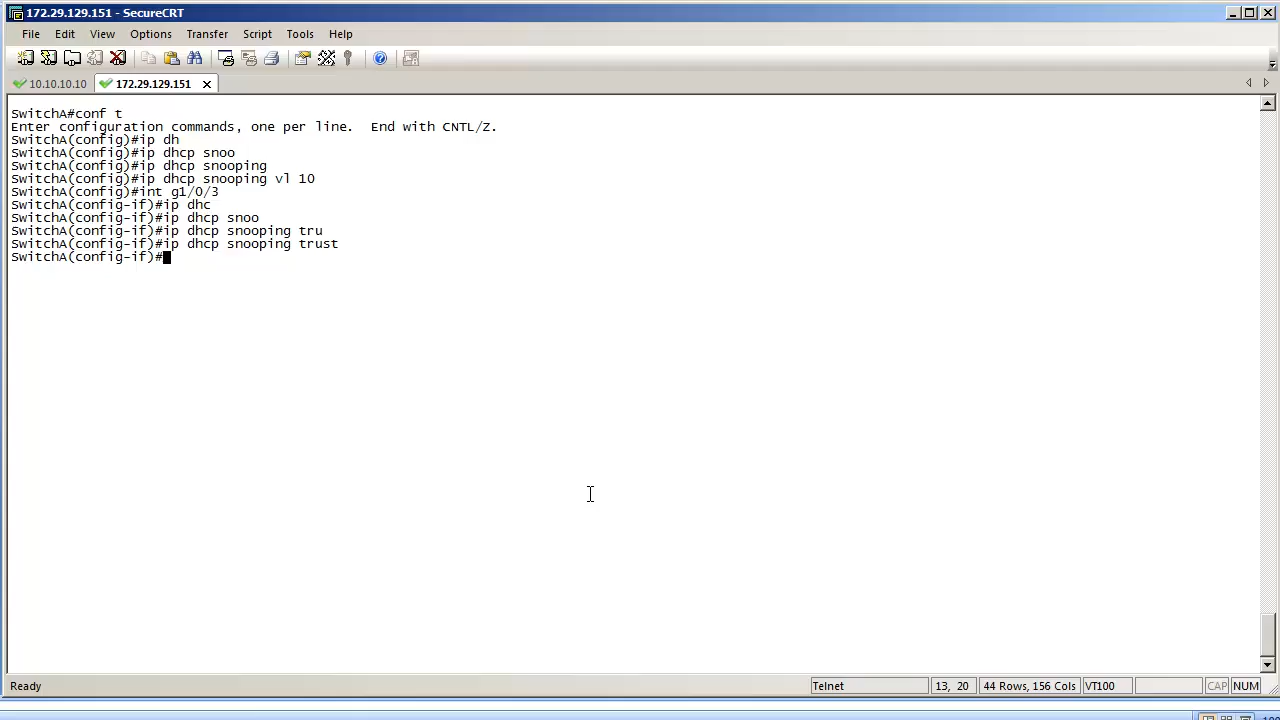 172.29.129.151 - SecureCRT
File Edit View Options Transfer Script Tools Help
10.10.10.10 172.29.129.151
SwitchA#conf t
Enter configuration commands, one per line.  End with CNTL/Z.
SwitchA(config)#ip dh
SwitchA(config)#ip dhcp snoo
SwitchA(config)#ip dhcp snooping
SwitchA(config)#ip dhcp snooping vl 10
SwitchA(config)#int g1/0/3
SwitchA(config-if)#ip dhc
SwitchA(config-if)#ip dhcp snoo
SwitchA(config-if)#ip dhcp snooping tru
SwitchA(config-if)#ip dhcp snooping trust
SwitchA(config-if)#
Ready Telnet 13, 20 44 Rows, 156 Cols VT100 CAP NUM